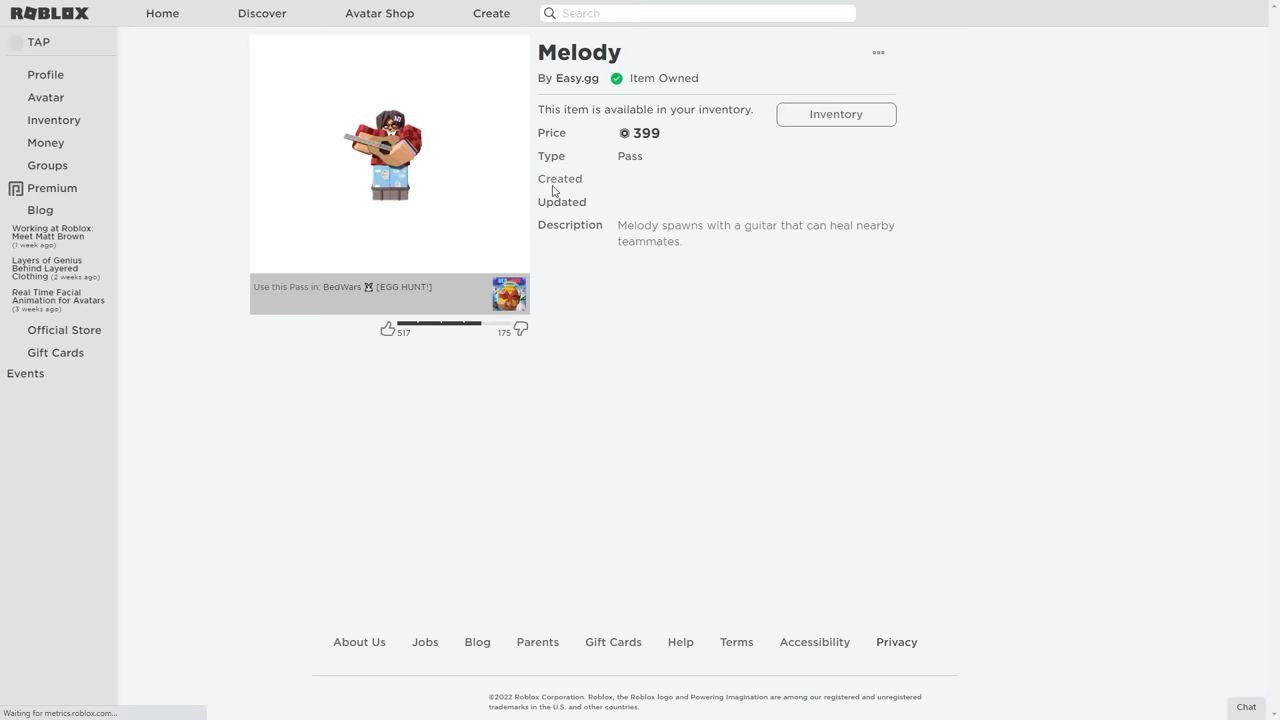 ROBLOX
Home
Discover
Avatar Shop
Create
Search
TAP
Profile
Avatar
Inventory
Money
Groups
Premium
Blog
Working at Roblox:
Meet Matt Brown
(1 week ago)
Layers of Genius
Behind Layered
Clothing (2 weeks ago)
Real Time Facial
Animation for Avatars
(3 weeks ago)
Official Store
Gift Cards
Events
Use this Pass in: BedWars [EGG HUNT!]
517
175
Melody
By Easy.gg Item Owned
This item is available in your inventory.
Inventory
Price 399
Type Pass
Created
Updated
Description Melody spawns with a guitar that can heal nearby
teammates.
About Us
Jobs
Blog
Parents
Gift Cards
Help
Terms
Accessibility
Privacy
©2022 Roblox Corporation. Roblox, the Roblox logo and Powering Imagination are among our registered and unregistered
trademarks in the U.S. and other countries.
Waiting for metrics.roblox.com...
Chat